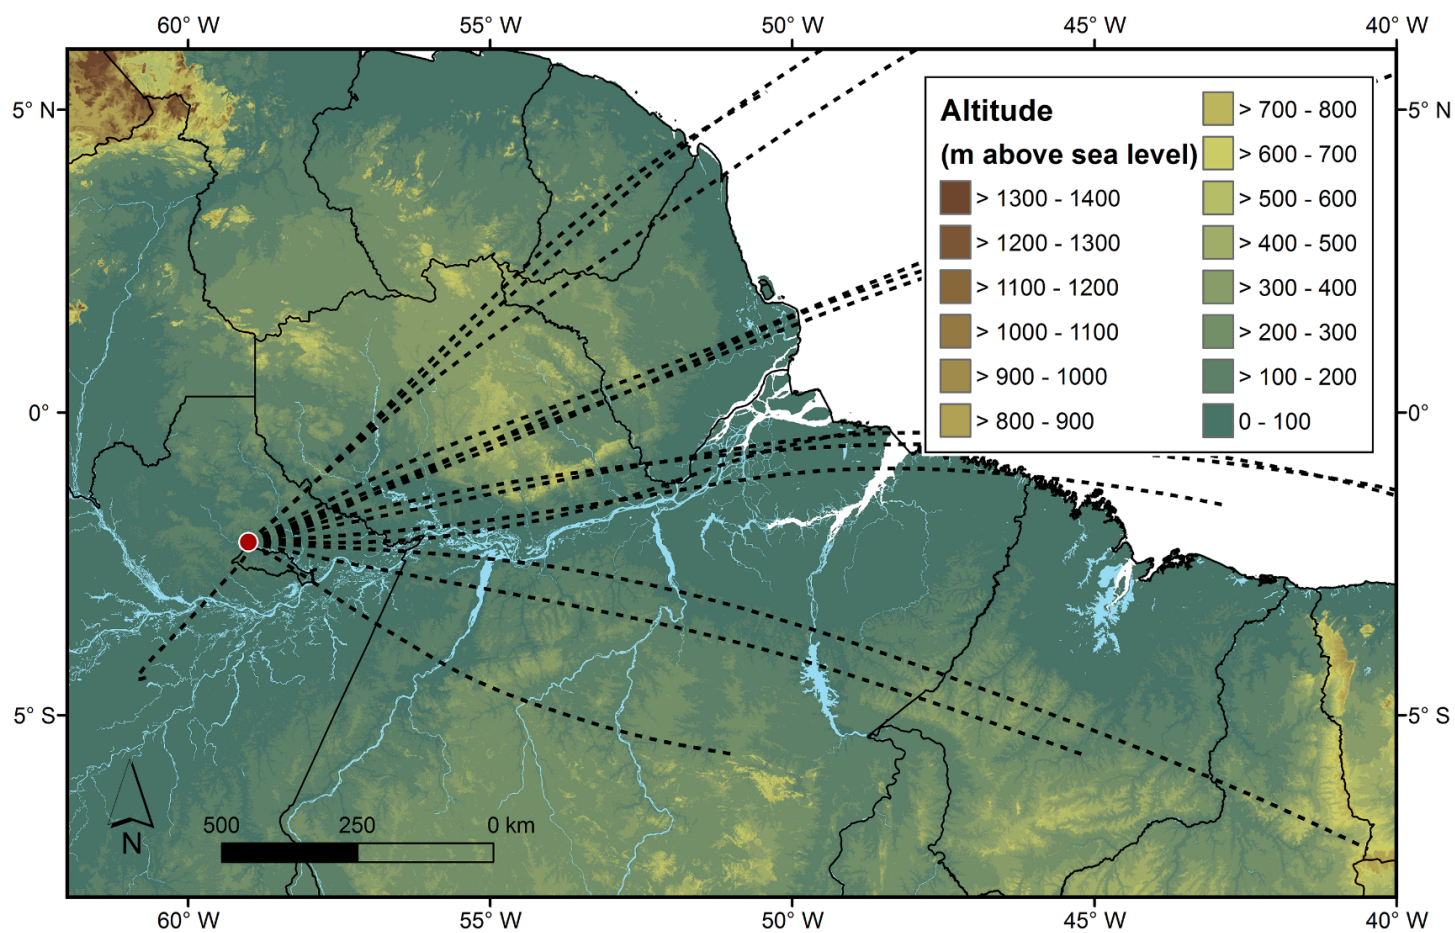 60° W 55° W 50° W 45° W 40° W
5° N
5° N
Altitude
(m above sea level)
> 1300 - 1400
> 1200 - 1300
> 1100 - 1200
> 1000 - 1100
> 900 - 1000
> 800 - 900
> 700 - 800
> 600 - 700
> 500 - 600
> 400 - 500
> 300 - 400
> 200 - 300
> 100 - 200
0 - 100
0°
0°
5° S
5° S
500 250 0 km
N
60° W 55° W 50° W 45° W 40° W